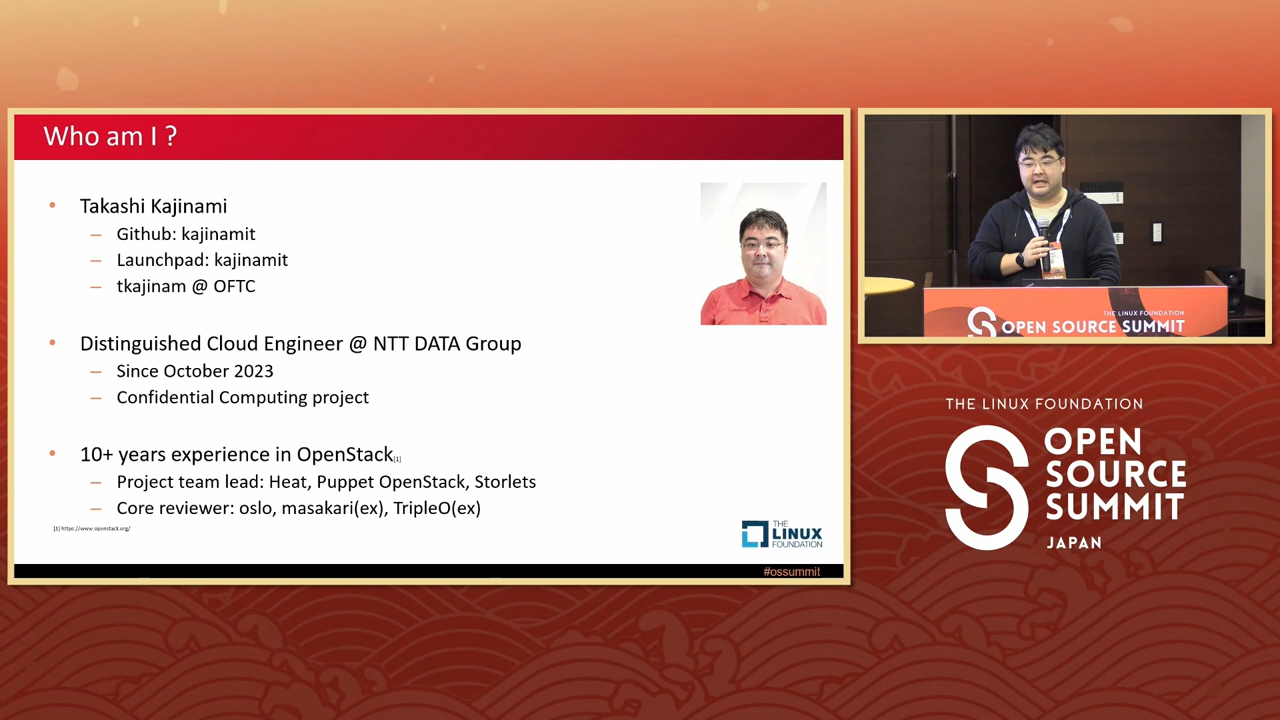 Who am I ?
• Takashi Kajinami
– Github: kajinamit
– Launchpad: kajinamit
– tkajinam @ OFTC
• Distinguished Cloud Engineer @ NTT DATA Group
– Since October 2023
– Confidential Computing project
• 10+ years experience in OpenStack[1]
– Project team lead: Heat, Puppet OpenStack, Storlets
– Core reviewer: oslo, masakari(ex), TripleO(ex)
[1] https://www.openstack.org/
THE
LINUX
FOUNDATION
#ossummit
THE LINUX FOUNDATION
OPEN SOURCE SUMMIT
THE LINUX FOUNDATION
OPEN
SOURCE
SUMMIT
JAPAN